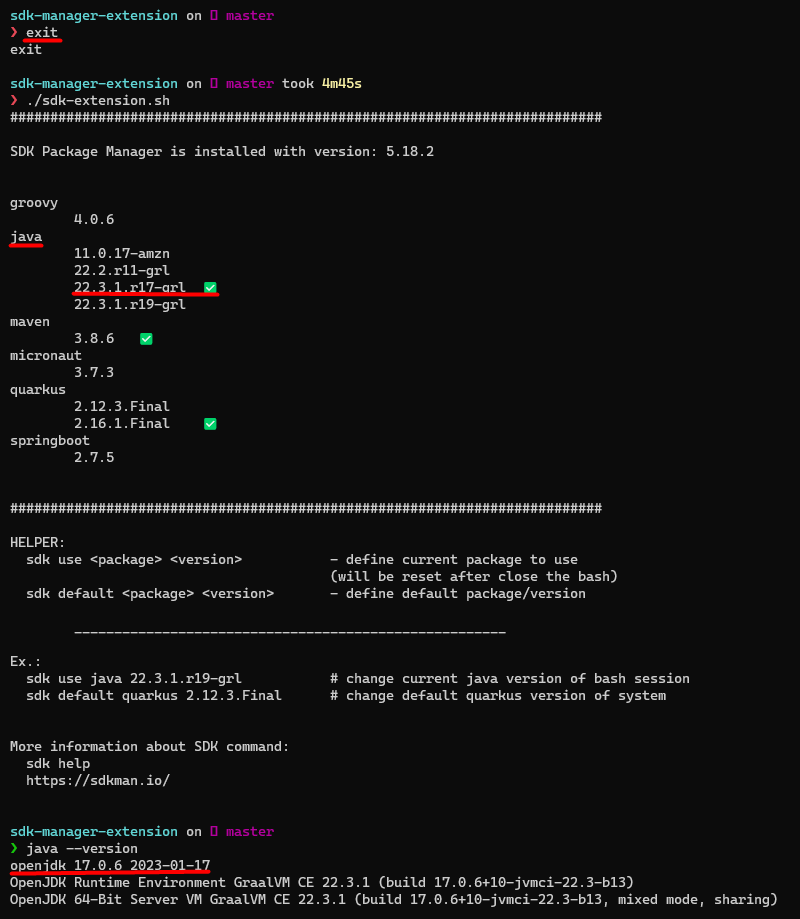 sdk-manager-extension on master
❯ exit
exit
sdk-manager-extension on master took 4m45s
❯ ./sdk-extension.sh
##########################################################################
SDK Package Manager is installed with version: 5.18.2
groovy
4.0.6
java
11.0.17-amzn
22.2.r11-grl
22.3.1.r17-grl ✅
22.3.1.r19-grl
maven
3.8.6 ✅
micronaut
3.7.3
quarkus
2.12.3.Final
2.16.1.Final ✅
springboot
2.7.5
##########################################################################
HELPER:
sdk use <package> <version> - define current package to use
(will be reset after close the bash)
sdk default <package> <version> - define default package/version
______________________________________________________
Ex.:
sdk use java 22.3.1.r19-grl # change current java version of bash session
sdk default quarkus 2.12.3.Final # change default quarkus version of system
More information about SDK command:
sdk help
https://sdkman.io/
sdk-manager-extension on master
❯ java --version
openjdk 17.0.6 2023-01-17
OpenJDK Runtime Environment GraalVM CE 22.3.1 (build 17.0.6+10-jvmci-22.3-b13)
OpenJDK 64-Bit Server VM GraalVM CE 22.3.1 (build 17.0.6+10-jvmci-22.3-b13, mixed mode, sharing)